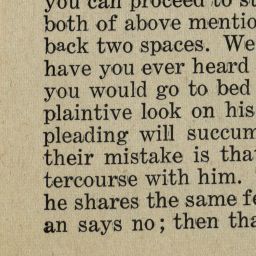 you can proceed to
both of above mentio
back two spaces. We
have you ever heard
you would go to bed
plaintive look on his
pleading will succum
their mistake is tha
tercourse with him.
he shares the same fe
an says no; then tha